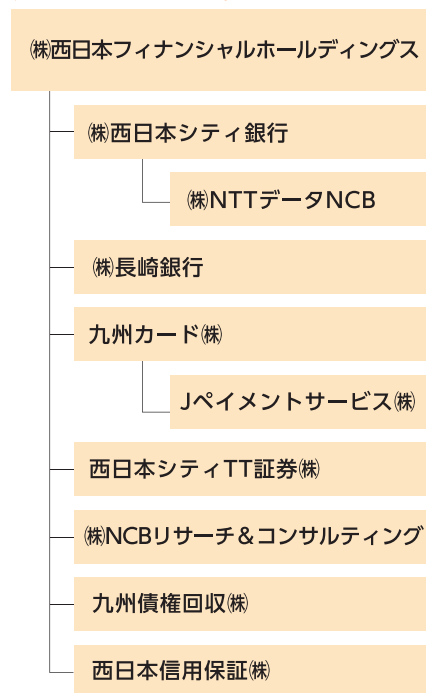 ㈱西日本フィナンシャルホールディングス
㈱西日本シティ銀行
㈱NTTデータNCB
㈱長崎銀行
九州カード㈱
Jペイメントサービス㈱
西日本シティTT証券㈱
㈱NCBリサーチ＆コンサルティング
九州債権回収㈱
西日本信用保証㈱